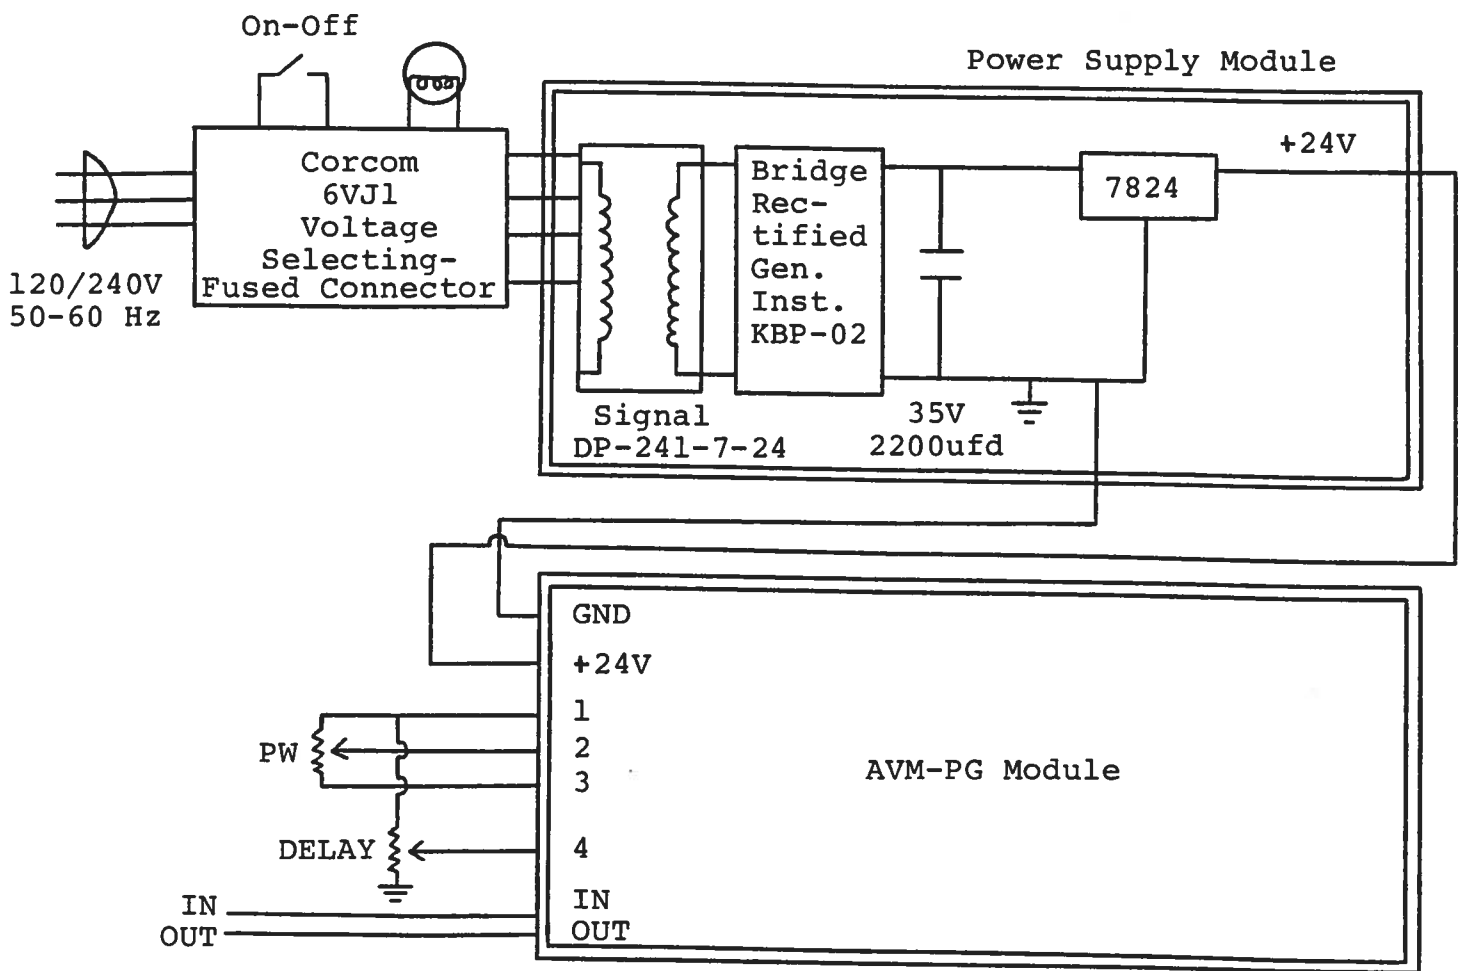 On-Off
Power Supply Module
+24V
Corcom
6VJ1
Voltage
Selecting-
Fused Connector
120/240V
50-60 Hz
Bridge
Rec-
tified
Gen.
Inst.
KBP-02
7824
Signal
DP-241-7-24
35V
2200ufd
GND
+24V
1
PW
2
3
AVM-PG Module
DELAY
4
IN
IN
OUT
OUT